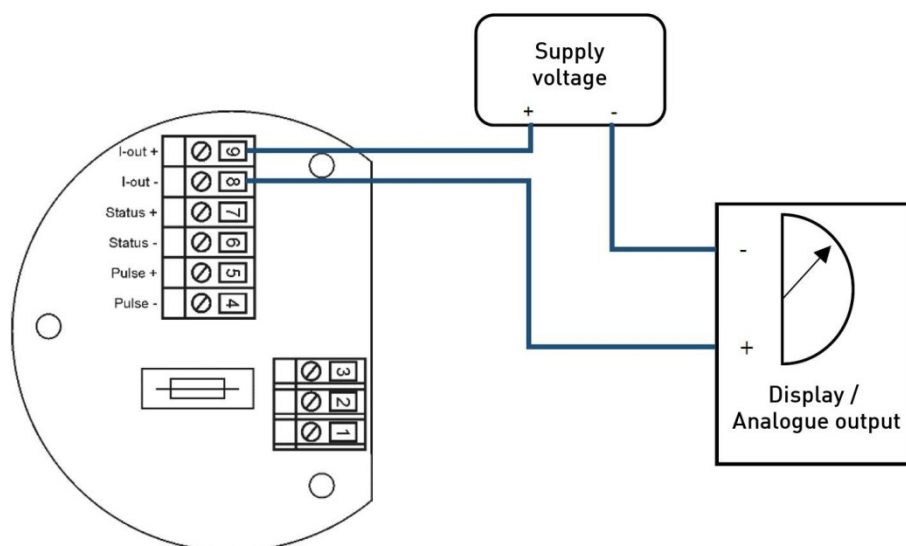 Supply
voltage
+ -
I-out + 9
I-out - 8
Status + 7
Status - 6
Pulse + 5
Pulse - 4
3
2
1
-
+
Display /
Analogue output